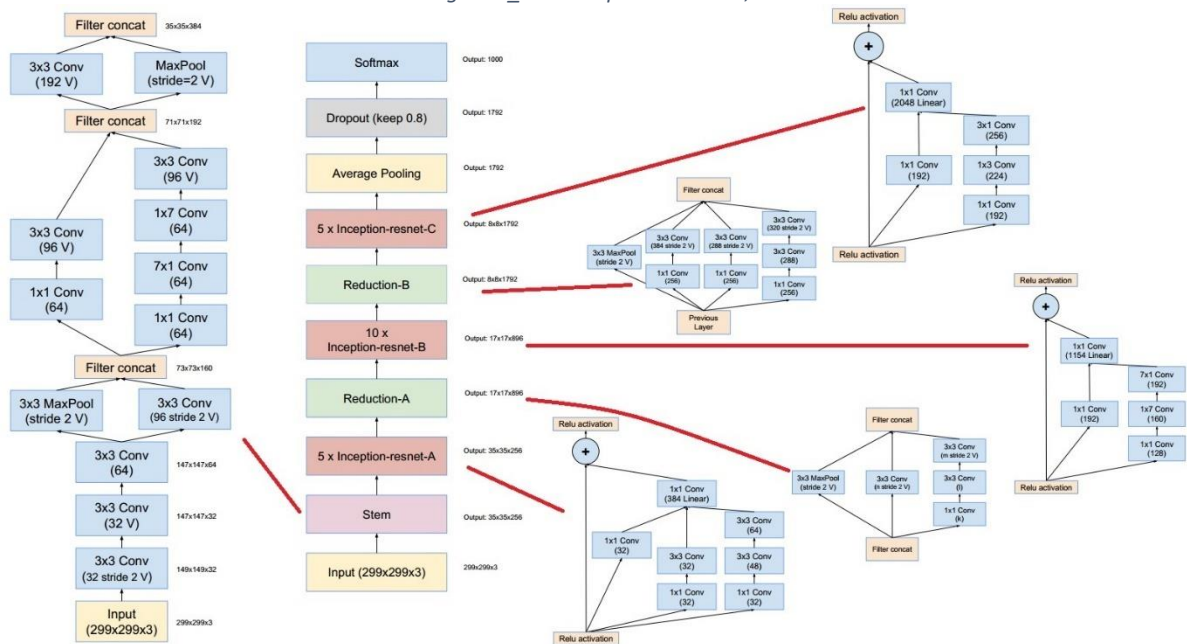 Filter concat
35x35x384
3x3 Conv
(192 V)
MaxPool
(stride=2 V)
Filter concat
71x71x192
3x3 Conv
(96 V)
1x7 Conv
(64)
3x3 Conv
(96 V)
7x1 Conv
(64)
1x1 Conv
(64)
1x1 Conv
(64)
Filter concat
73x73x160
3x3 MaxPool
(stride 2 V)
3x3 Conv
(96 stride 2 V)
3x3 Conv
(64)
147x147x64
3x3 Conv
(32 V)
147x147x32
3x3 Conv
(32 stride 2 V)
149x149x32
Input
(299x299x3)
299x299x3
Softmax
Output: 1000
Dropout (keep 0.8)
Output: 1792
Average Pooling
Output: 1792
5 x Inception-resnet-C
Output: 8x8x1792
Reduction-B
Output: 8x8x1792
10 x
Inception-resnet-B
Output: 17x17x896
Reduction-A
Output: 17x17x896
5 x Inception-resnet-A
Output: 35x35x256
Stem
Output: 35x35x256
Input (299x299x3)
299x299x3
Relu activation
+
1x1 Conv
(2048 Linear)
3x1 Conv
(256)
1x1 Conv
(192)
1x3 Conv
(224)
1x1 Conv
(192)
Relu activation
Filter concat
3x3 MaxPool
(stride 2 V)
3x3 Conv
(384 stride 2 V)
3x3 Conv
(288 stride 2 V)
3x3 Conv
(320 stride 2 V)
1x1 Conv
(256)
1x1 Conv
(256)
3x3 Conv
(288)
1x1 Conv
(256)
Previous
Layer
Relu activation
+
1x1 Conv
(1154 Linear)
7x1 Conv
(192)
1x1 Conv
(192)
1x7 Conv
(160)
1x1 Conv
(128)
Relu activation
Filter concat
3x3 MaxPool
(stride 2 V)
3x3 Conv
(n stride 2 V)
3x3 Conv
(m stride 2 V)
3x3 Conv
(l)
1x1 Conv
(k)
Filter concat
Relu activation
+
1x1 Conv
(384 Linear)
1x1 Conv
(32)
3x3 Conv
(32)
1x1 Conv
(32)
3x3 Conv
(64)
3x3 Conv
(48)
1x1 Conv
(32)
Relu activation